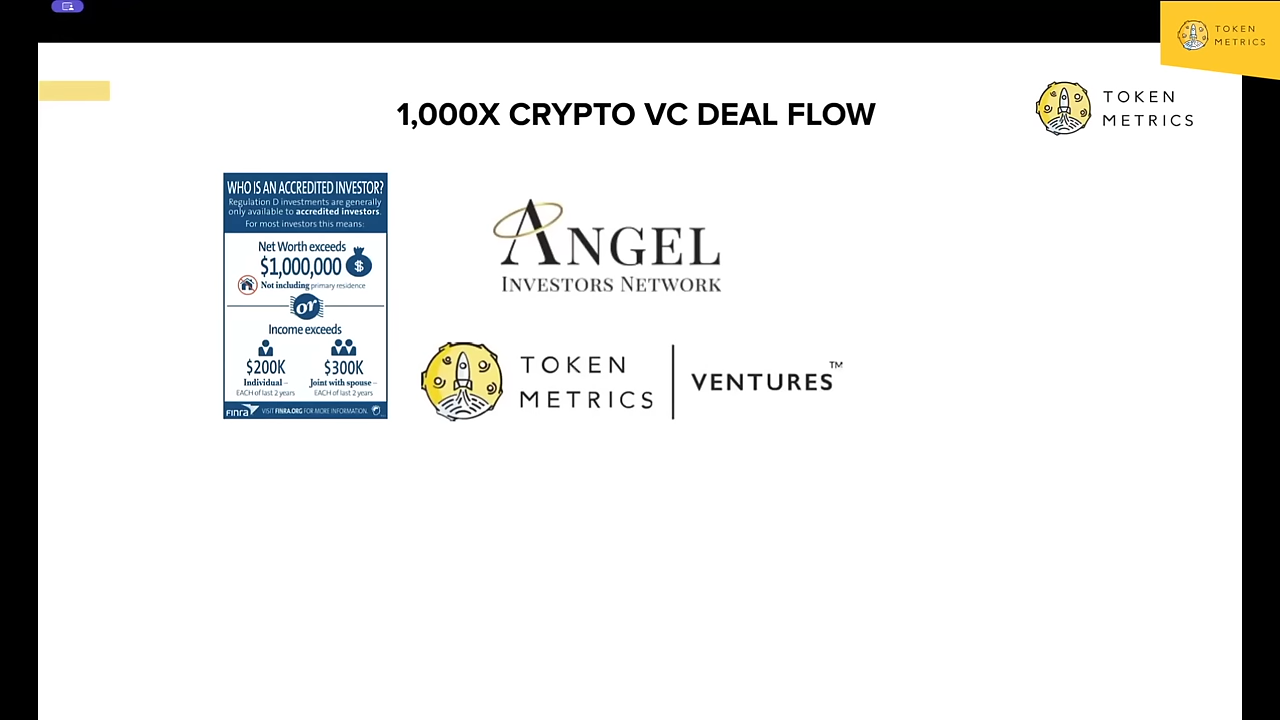 TOKEN
METRICS
1,000X CRYPTO VC DEAL FLOW
TOKEN
METRICS
WHO IS AN ACCREDITED INVESTOR?
Regulation D investments are generally
only available to accredited investors.
For most investors this means:
Net Worth exceeds
$1,000,000
$
Not including primary residence
or
Income exceeds
$200K
Individual –
EACH of last 2 years
$300K
Joint with spouse –
EACH of last 2 years
FINRA
VISIT FINRA.ORG FOR MORE INFORMATION.
ANGEL
INVESTORS NETWORK
TOKEN
METRICS
VENTURES™